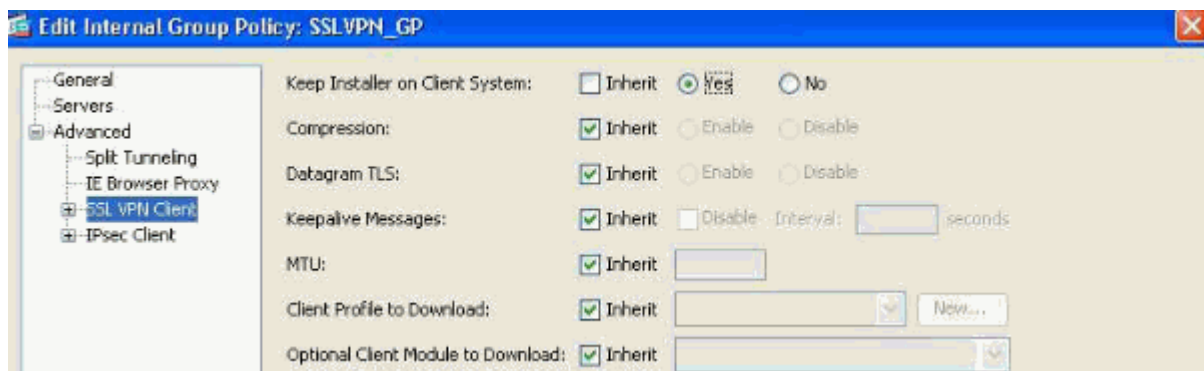 Edit Internal Group Policy: SSLVPN_GP
General
Servers
Advanced
Split Tunneling
IE Browser Proxy
SSL VPN Client
IPsec Client
Keep Installer on Client System: Inherit Yes No
Compression: Inherit Enable Disable
Datagram TLS: Inherit Enable Disable
Keepalive Messages: Inherit Disable Interval: seconds
MTU: Inherit
Client Profile to Download: Inherit New...
Optional Client Module to Download: Inherit